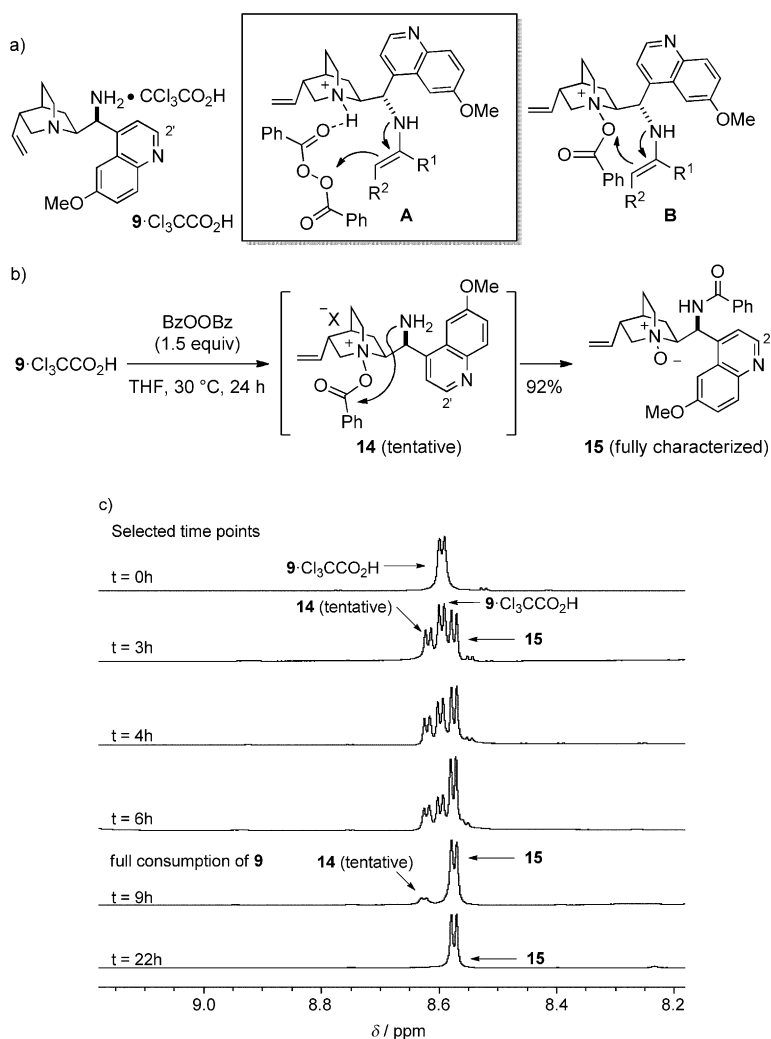 a)
NH2 • CCl3CO2H
2'
N
N
MeO
9·Cl3CCO2H
N
N
+
H
OMe
Ph
O
NH
O
O
R1
R2
O
Ph
A
N
N
+
OMe
O
NH
O
Ph
R1
R2
B
b)
9·Cl3CCO2H
BzOOBz
(1.5 equiv)
THF, 30 °C, 24 h
–X
OMe
NH2
N
+
O
O
Ph
N
2'
14 (tentative)
92%
O
HN
Ph
N
+
O–
2
N
MeO
15 (fully characterized)
c)
Selected time points
9·Cl3CCO2H
t = 0h
14 (tentative)
9·Cl3CCO2H
15
t = 3h
t = 4h
t = 6h
full consumption of 9
14 (tentative)
15
t = 9h
t = 22h
15
9.0 8.8 8.6 8.4 8.2
δ / ppm